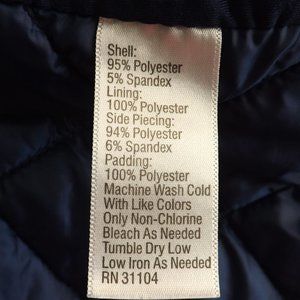 Shell:
95% Polyester
5% Spandex
Lining:
100% Polyester
Side Piecing:
94% Polyester
6% Spandex
Padding:
100% Polyester
Machine Wash Cold
With Like Colors
Only Non-Chlorine
Bleach As Needed
Tumble Dry Low
Low Iron As Needed
RN 31104